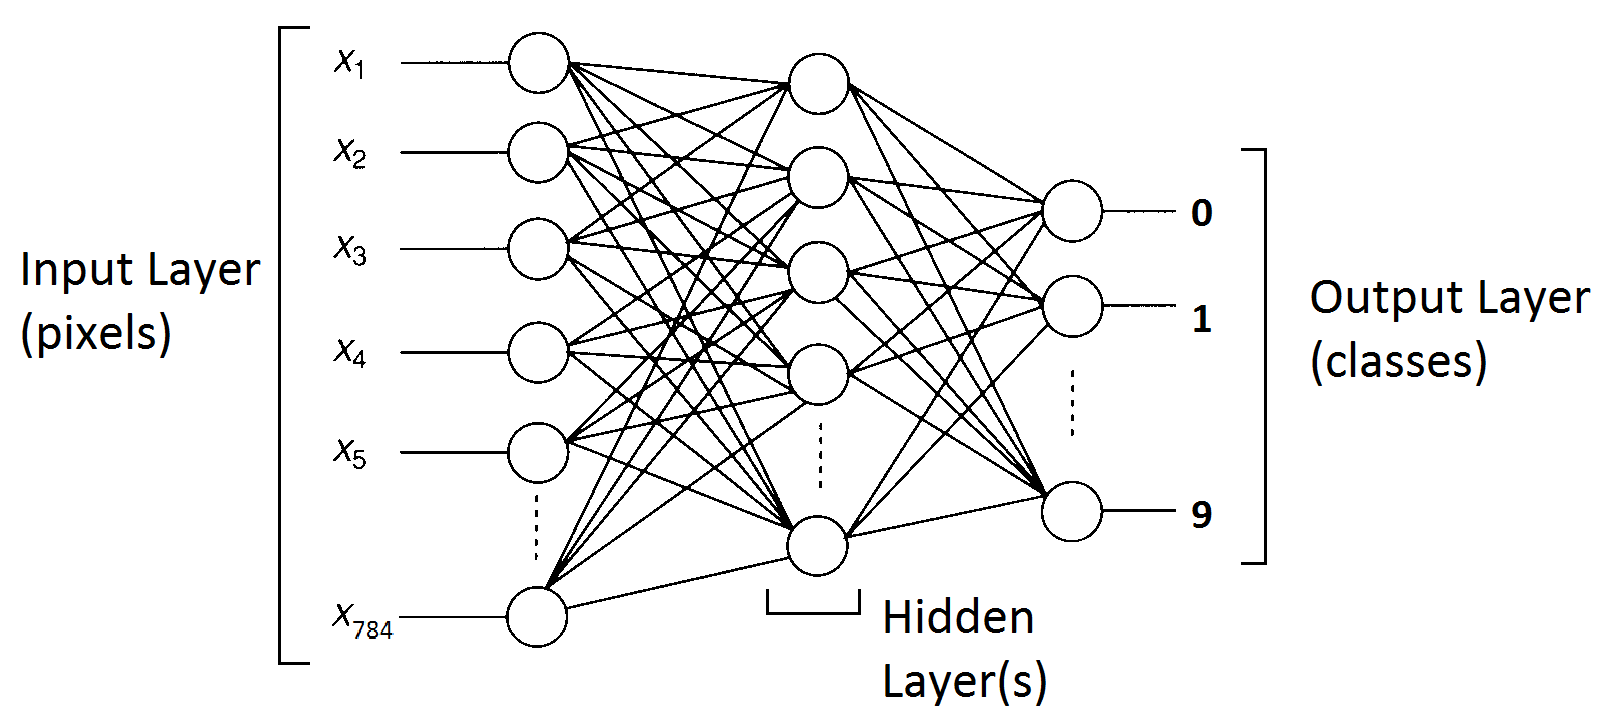 x1
x2
x3
x4
x5
x784
Input Layer
(pixels)
Hidden
Layer(s)
0
1
9
Output Layer
(classes)